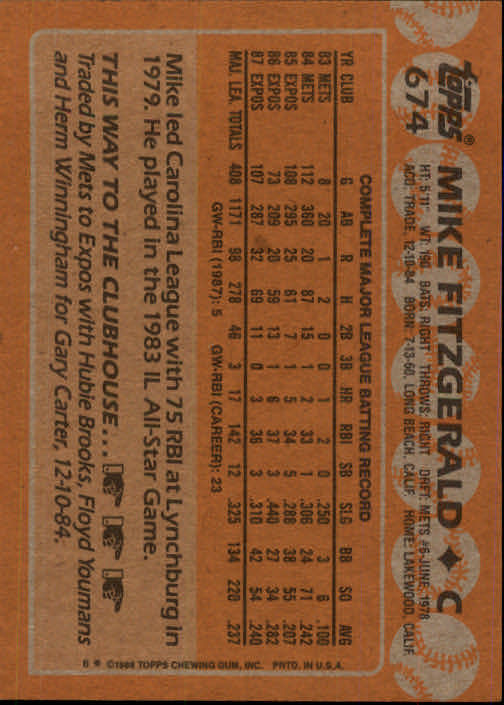 topps®
674
MIKE FITZGERALD ♦ C
HT: 5'11" WT: 190 BATS: RIGHT THROWS: RIGHT DRFT: METS #6-JUNE, 1978
ACQ: TRADE, 12-10-84 BORN: 7-13-60, LONG BEACH, CALIF. HOME: LAKEWOOD, CALIF.
COMPLETE MAJOR LEAGUE BATTING RECORD
YR CLUB G AB R H 2B 3B HR RBI SB SLG BB SO AVG
83 METS 8 20 1 2 0 0 1 2 0 .250 3 6 .100
84 METS 112 360 20 87 15 1 2 33 1 .306 24 71 .242
85 EXPOS 108 295 25 61 7 1 5 34 5 .288 38 55 .207
86 EXPOS 73 209 20 59 13 1 6 37 3 .440 27 34 .282
87 EXPOS 107 287 32 69 11 0 3 36 3 .310 42 54 .240
MAJ. LEA. TOTALS 408 1171 98 278 46 3 17 142 12 .325 134 220 .237
GW-RBI (1987): 5 GW-RBI (CAREER): 23
Mike led Carolina League with 75 RBI at Lynchburg in
1979. He played in the 1983 IL All-Star Game.
THIS WAY TO THE CLUBHOUSE...
Traded by Mets to Expos with Hubie Brooks, Floyd Youmans
and Herm Winningham for Gary Carter, 12-10-84.
6 * ©1988 TOPPS CHEWING GUM, INC. PRTD. IN U.S.A.